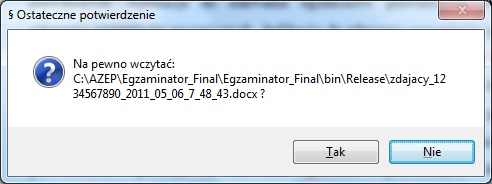 § Ostateczne potwierdzenie
Na pewno wczytać:
C:\AZEP\Egzaminator_Final\Egzaminator_Final\bin\Release\zdajacy_12
34567890_2011_05_06_7_48_43.docx ?
Tak
Nie